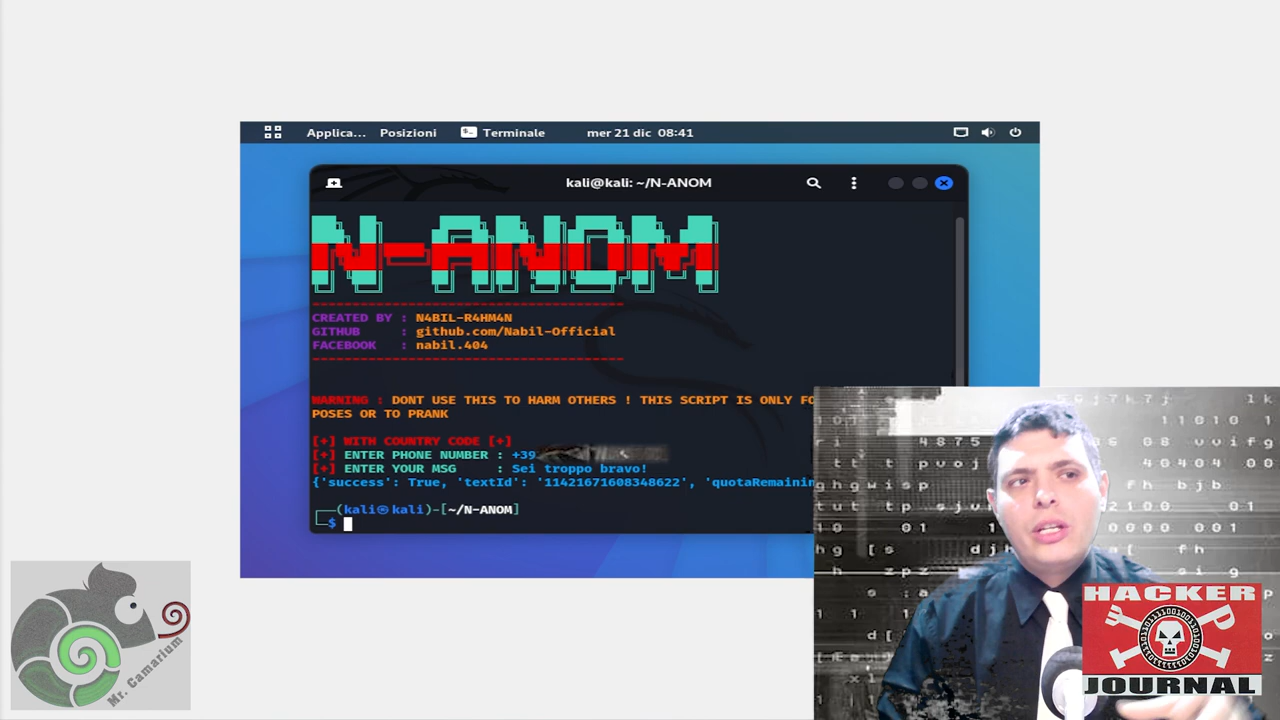 Applica... Posizioni Terminale mer 21 dic 08:41
kali@kali: ~/N-ANOM
N-ANOM
CREATED BY : N4BIL-R4HM4N
GITHUB : github.com/Nabil-Official
FACEBOOK : nabil.404
WARNING : DONT USE THIS TO HARM OTHERS ! THIS SCRIPT IS ONLY FO
POSES OR TO PRANK
[+] WITH COUNTRY CODE [+]
[+] ENTER PHONE NUMBER : +39
[+] ENTER YOUR MSG : Sei troppo bravo!
{'success': True, 'textId': '11421671608348622', 'quotaRemainin
(kali㉿kali)-[~/N-ANOM]
$
Mr. Camarium
HACKER
JOURNAL